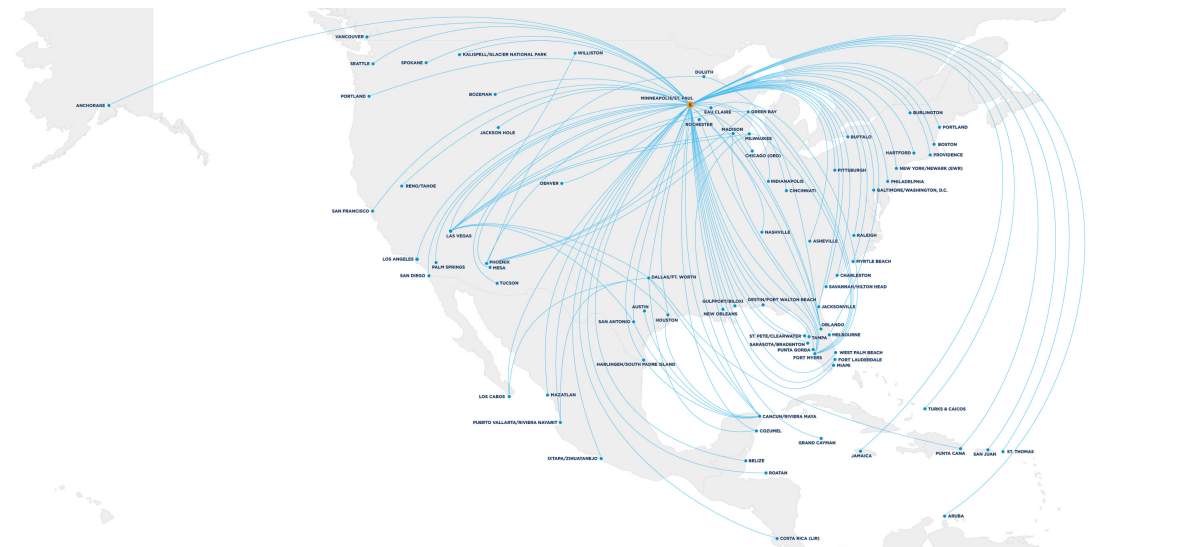 VANCOUVER
KALISPELL/GLACIER NATIONAL PARK
WILLISTON
SEATTLE
SPOKANE
DULUTH
PORTLAND
BOZEMAN
MINNEAPOLIS/ST. PAUL
ANCHORAGE
EAU CLAIRE
GREEN BAY
BURLINGTON
ROCHESTER
JACKSON HOLE
MADISON
PORTLAND
MILWAUKEE
BUFFALO
BOSTON
CHICAGO (ORD)
HARTFORD
PROVIDENCE
PITTSBURGH
NEW YORK/NEWARK (EWR)
INDIANAPOLIS
PHILADELPHIA
DENVER
RENO/TAHOE
CINCINNATI
BALTIMORE/WASHINGTON, D.C.
SAN FRANCISCO
LAS VEGAS
NASHVILLE
RALEIGH
ASHEVILLE
LOS ANGELES
PALM SPRINGS
PHOENIX
MESA
MYRTLE BEACH
SAN DIEGO
DALLAS/FT. WORTH
CHARLESTON
TUCSON
SAVANNAH/HILTON HEAD
GULFPORT/BILOXI
DESTIN/FORT WALTON BEACH
AUSTIN
NEW ORLEANS
JACKSONVILLE
SAN ANTONIO
HOUSTON
ORLANDO
ST. PETE/CLEARWATER
TAMPA
MELBOURNE
SARASOTA/BRADENTON
PUNTA GORDA
FORT MYERS
WEST PALM BEACH
FORT LAUDERDALE
MIAMI
HARLINGEN/SOUTH PADRE ISLAND
LOS CABOS
MAZATLAN
TURKS & CAICOS
CANCUN/RIVIERA MAYA
PUERTO VALLARTA/RIVIERA NAYARIT
COZUMEL
GRAND CAYMAN
JAMAICA
PUNTA CANA
SAN JUAN
ST. THOMAS
IXTAPA/ZIHUATANEJO
BELIZE
ROATAN
ARUBA
COSTA RICA (LIR)